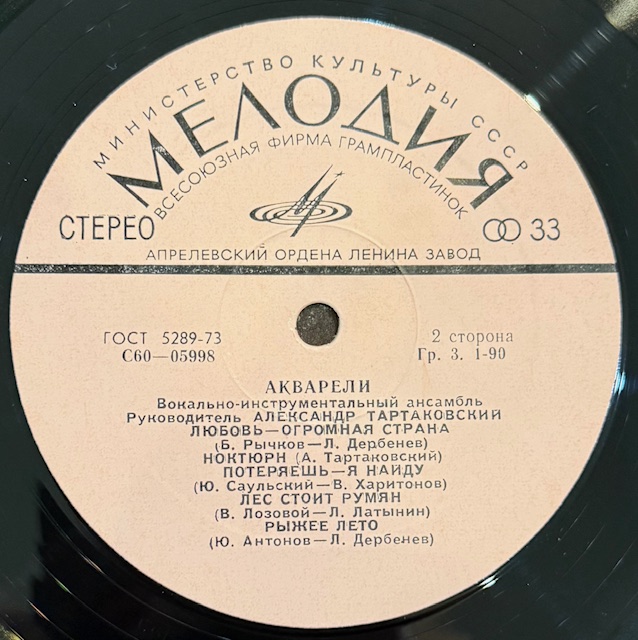 МИНИСТЕРСТВО КУЛЬТУРЫ СССР
МЕЛОДИЯ
ВСЕСОЮЗНАЯ ФИРМА ГРАМПЛАСТИНОК
СТЕРЕО
33
АПРЕЛЕВСКИЙ ОРДЕНА ЛЕНИНА ЗАВОД
ГОСТ 5289-73
2 сторона
С60—05998
Гр. 3. 1-90
АКВАРЕЛИ
Вокально-инструментальный ансамбль
Руководитель АЛЕКСАНДР ТАРТАКОВСКИЙ
ЛЮБОВЬ—ОГРОМНАЯ СТРАНА
(Б. Рычков—Л. Дербенев)
НОКТЮРН (А. Тартаковский)
ПОТЕРЯЕШЬ—Я НАЙДУ
(Ю. Саульский—В. Харитонов)
ЛЕС СТОИТ РУМЯН
(В. Лозовой—Л. Латынин)
РЫЖЕЕ ЛЕТО
(Ю. Антонов—Л. Дербенев)